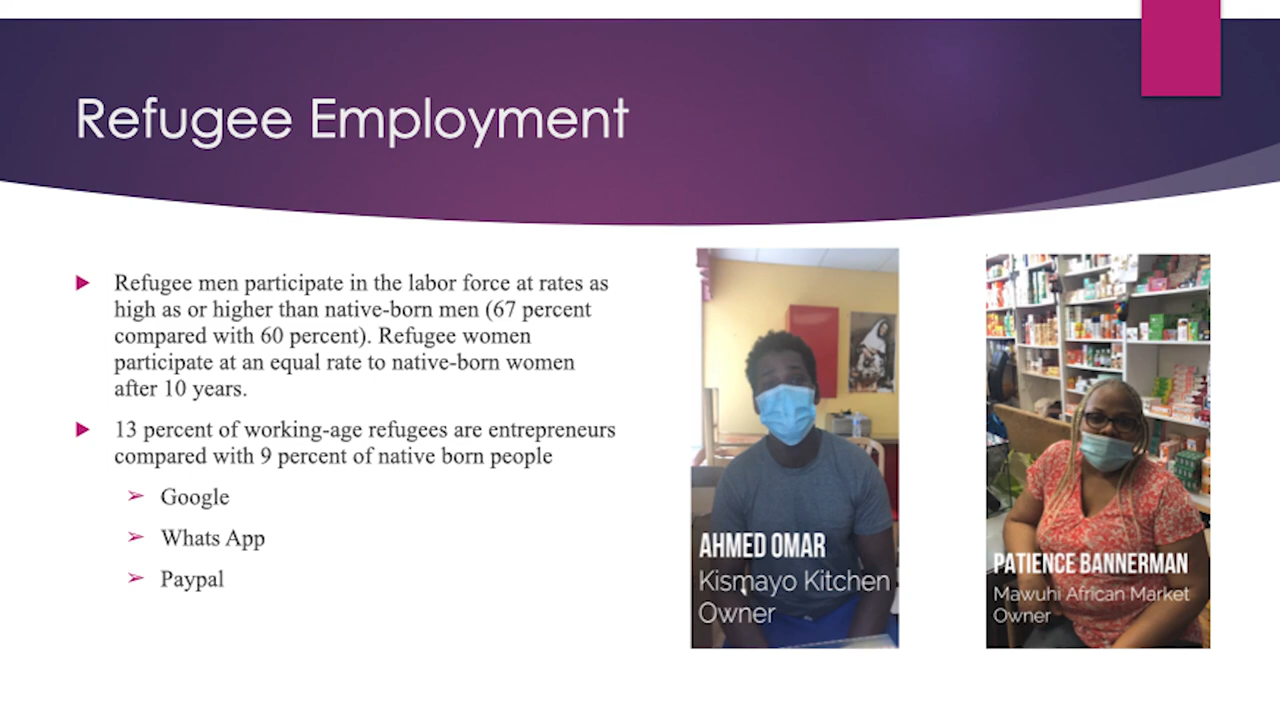 Refugee Employment
Refugee men participate in the labor force at rates as
high as or higher than native-born men (67 percent
compared with 60 percent). Refugee women
participate at an equal rate to native-born women
after 10 years.
13 percent of working-age refugees are entrepreneurs
compared with 9 percent of native born people
Google
Whats App
Paypal
AHMED OMAR
Kismayo Kitchen
Owner
PATIENCE BANNERMAN
Mawuhi African Market
Owner